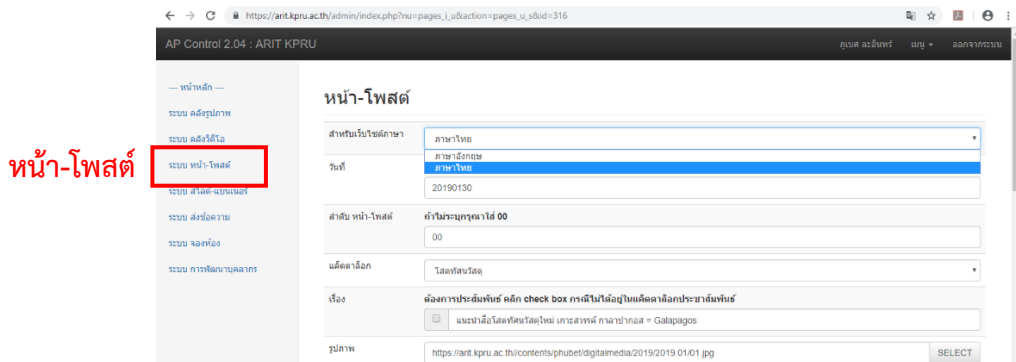 https://arit.kpru.ac.th/admin/index.php?nu=pages_i_u&action=pages_u_s&id=316
AP Control 2.04 : ARIT KPRU
ภูเบศ ละอินทร์ เมนู ออกจากระบบ
--- หน้าหลัก ---
ระบบ คลังรูปภาพ
ระบบ คลังวิดีโอ
ระบบ หน้า-โพสต์
ระบบ สไลด์-แบนเนอร์
ระบบ ส่งข้อความ
ระบบ จองห้อง
ระบบ การพัฒนาบุคลากร
หน้า-โพสต์
หน้า-โพสต์
สำหรับเว็บไซต์ภาษา
ภาษาไทย
ภาษาอังกฤษ
ภาษาไทย
วันที่
20190130
ลำดับ หน้า-โพสต์
ถ้าไม่ระบุกรุณาใส่ 00
00
แค็ตตาล็อก
โสตทัศนวัสดุ
เรื่อง
ต้องการประชาสัมพันธ์ คลิก check box กรณีไม่ได้อยู่ในแค็ตตาล็อกประชาสัมพันธ์
แนะนำสื่อโสตทัศนวัสดุใหม่ เกาะสวรรค์ กาลาปากอส = Galapagos
รูปภาพ
https://arit.kpru.ac.th//contents/phubet/digitalmedia/2019/2019.01/01.jpg
SELECT